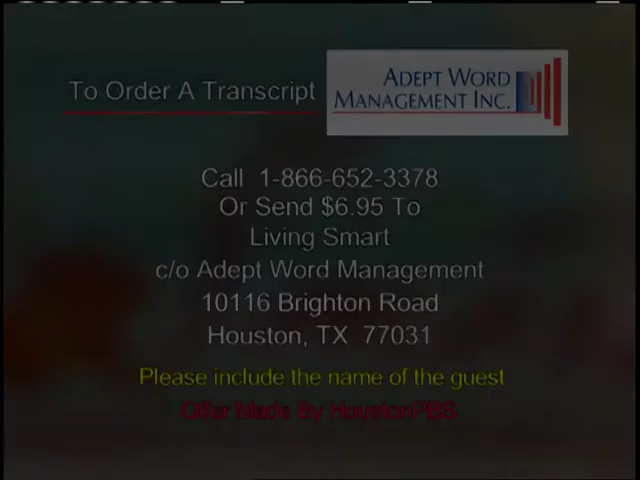 To Order A Transcript
ADEPT WORD
MANAGEMENT INC.
Call 1-866-652-3378
Or Send $6.95 To
Living Smart
c/o Adept Word Management
10116 Brighton Road
Houston, TX 77031
Please include the name of the guest
Offer Made By HoustonPBS